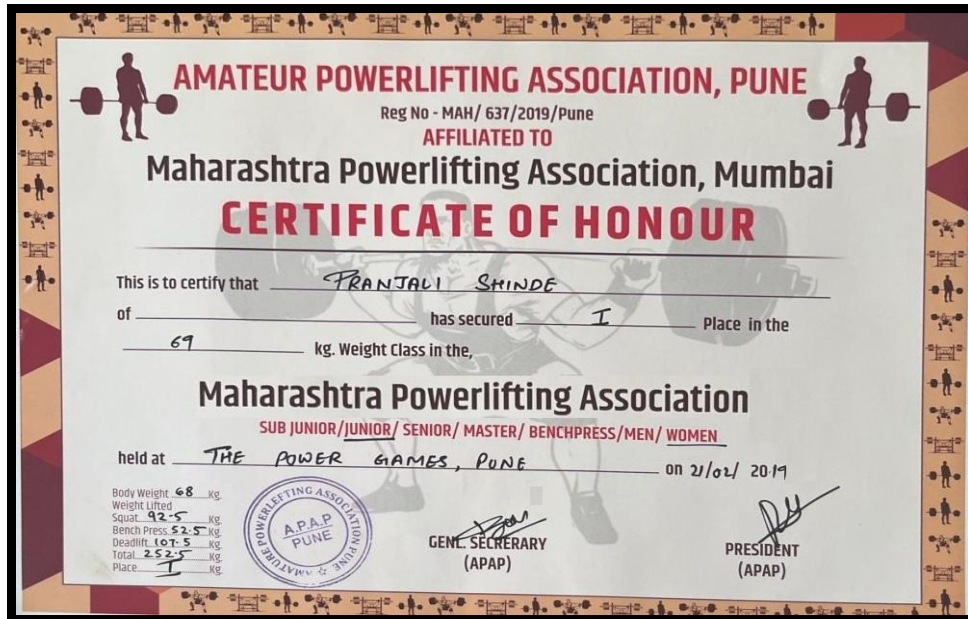 AMATEUR POWERLIFTING ASSOCIATION, PUNE
Reg No - MAH/ 637/2019/Pune
AFFILIATED TO
Maharashtra Powerlifting Association, Mumbai
CERTIFICATE OF HONOUR
This is to certify that PRANJALI SHINDE
of has secured I Place in the
69 kg. Weight Class in the,
Maharashtra Powerlifting Association
SUB JUNIOR/JUNIOR/ SENIOR/ MASTER/ BENCHPRESS/MEN/ WOMEN
held at THE POWER GAMES, PUNE on 21/02/ 2019
Body Weight 68 Kg.
Weight Lifted
Squat 92.5 Kg.
Bench Press 52.5 Kg.
Deadlift 107.5 Kg.
Total 252.5 Kg.
Place I Kg.
AMATURE POWERLIFTING ASSOCIATION PUNE
A.P.A.P
PUNE
GENL. SECRERARY
(APAP)
PRESIDENT
(APAP)